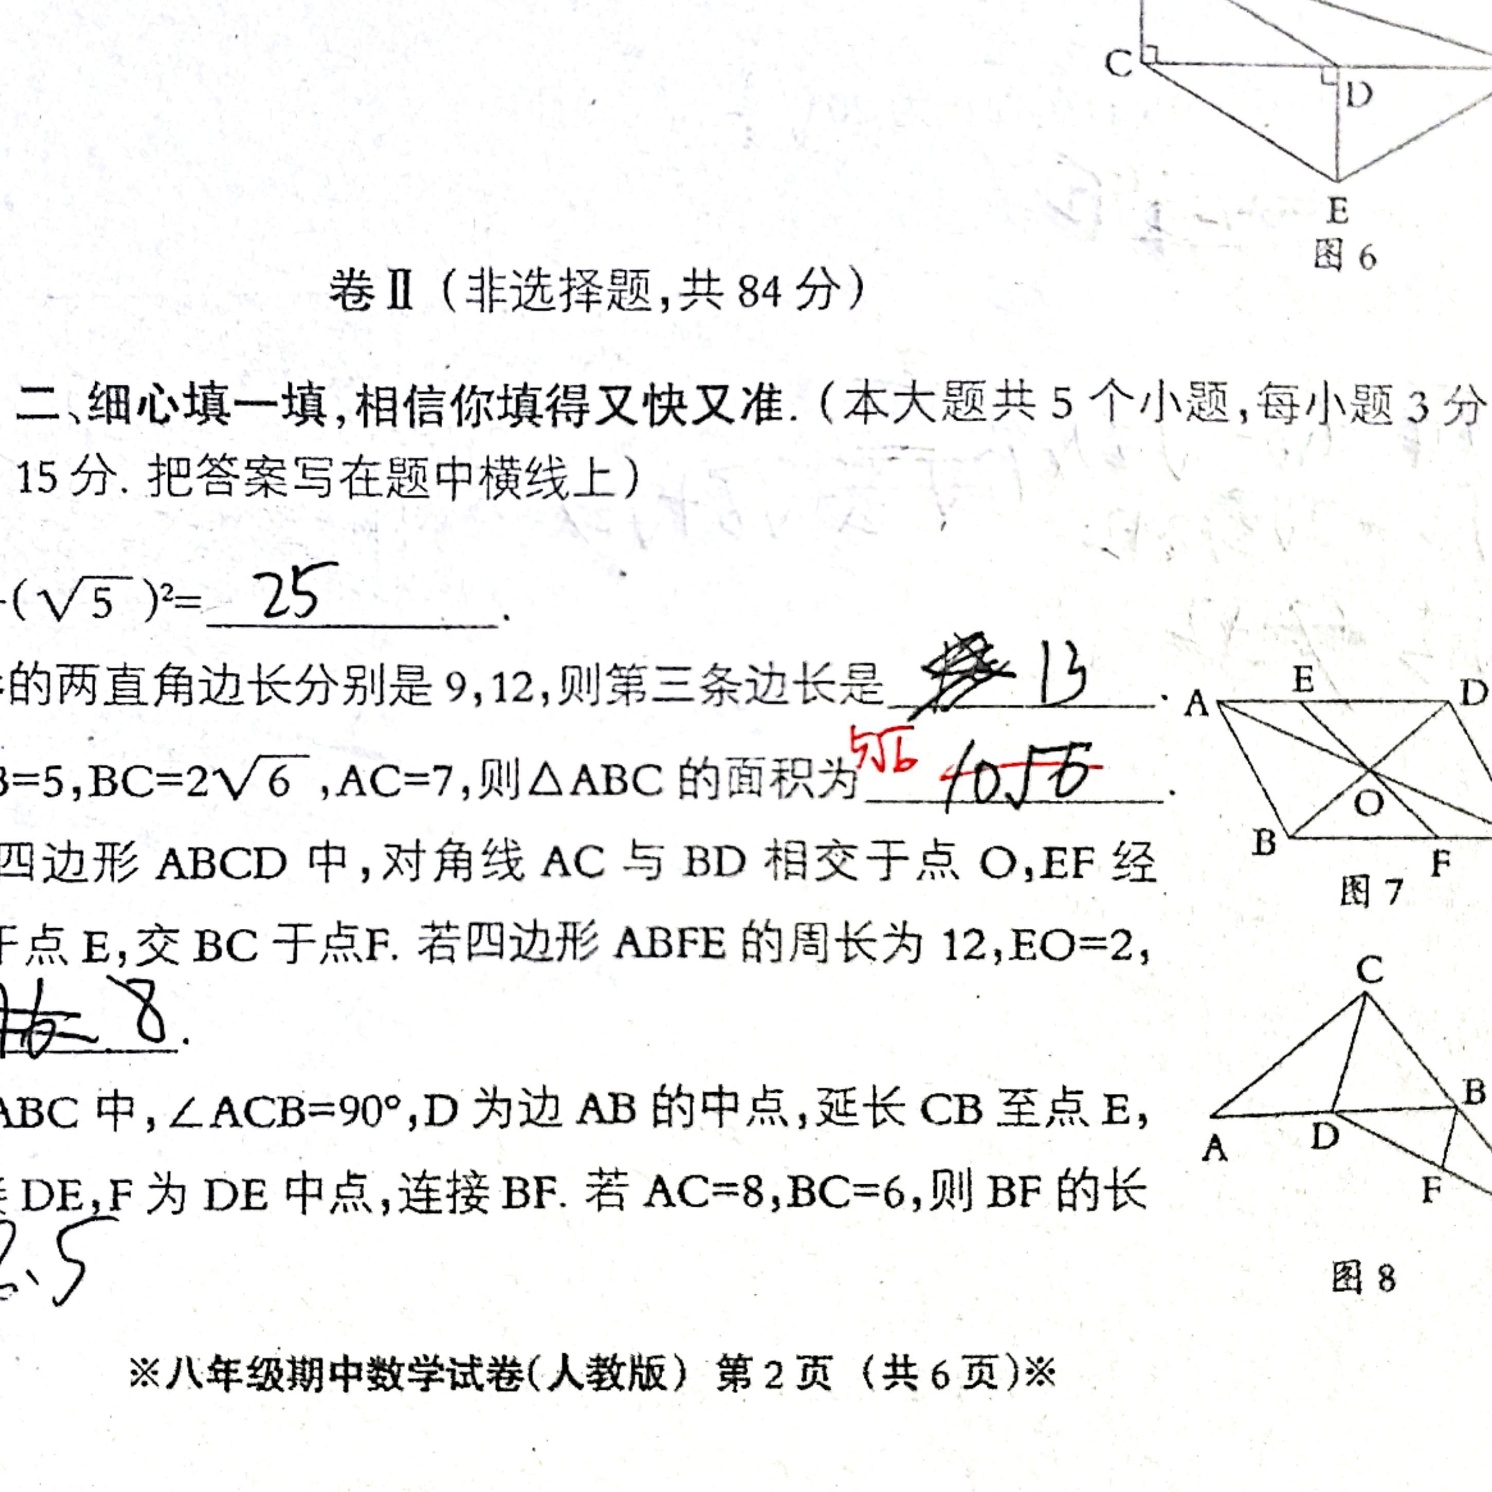 C
D
E
图 6
卷Ⅱ（非选择题,共 84 分）
二、细心填一填,相信你填得又快又准.（本大题共 5 个小题,每小题 3 分
15 分. 把答案写在题中横线上）
(√5 )²= 25 .
的两直角边长分别是 9,12,则第三条边长是 13 .
5√6
=5,BC=2√6 ,AC=7,则△ABC 的面积为 10√6 .
四边形 ABCD 中,对角线 AC 与 BD 相交于点 O,EF 经
于点 E,交 BC 于点F. 若四边形 ABFE 的周长为 12,EO=2,
8 .
A E D
O
B F
图 7
ABC 中,∠ACB=90°,D 为边 AB 的中点,延长 CB 至点 E,
DE,F 为 DE 中点,连接 BF. 若 AC=8,BC=6,则 BF 的长
2.5
C
B
A D
F
图 8
※八年级期中数学试卷(人教版) 第 2 页 (共 6 页)※